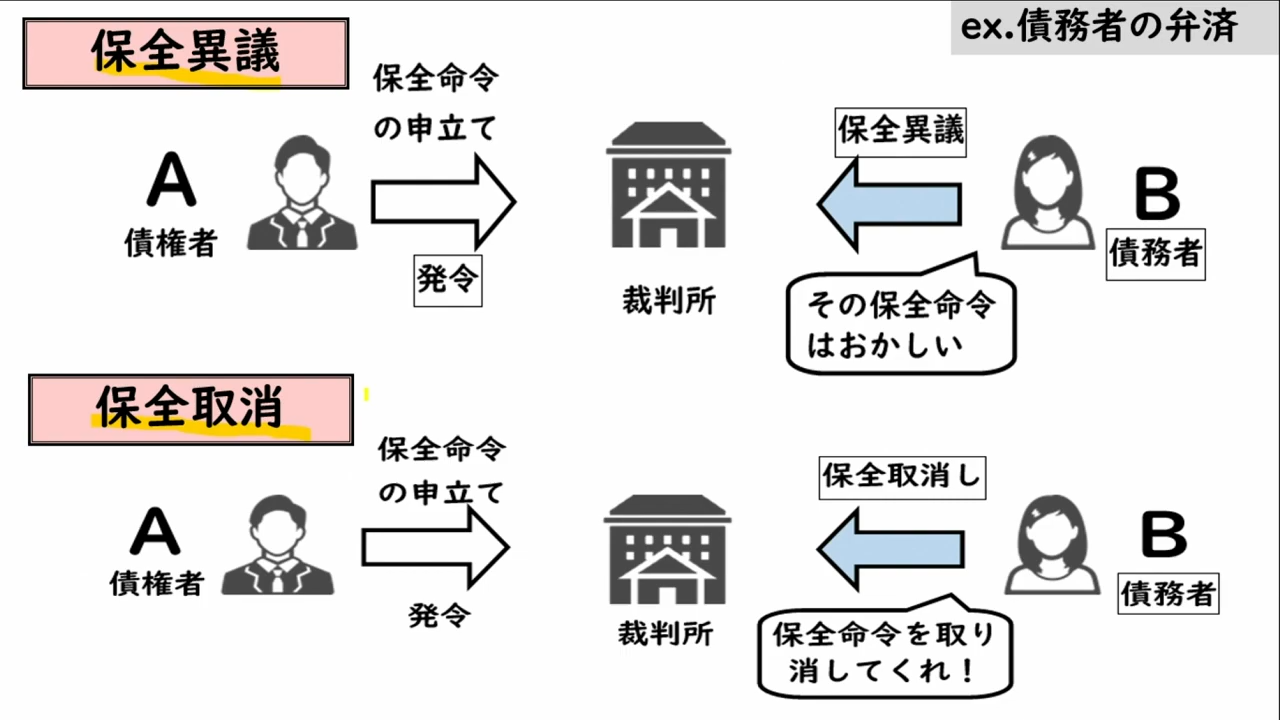 ex.債務者の弁済
保全異議
保全命令
の申立て
A
債権者
発令
裁判所
保全異議
B
債務者
その保全命令
はおかしい
保全取消
保全命令
の申立て
A
債権者
発令
裁判所
保全取消し
B
債務者
保全命令を取り
消してくれ！